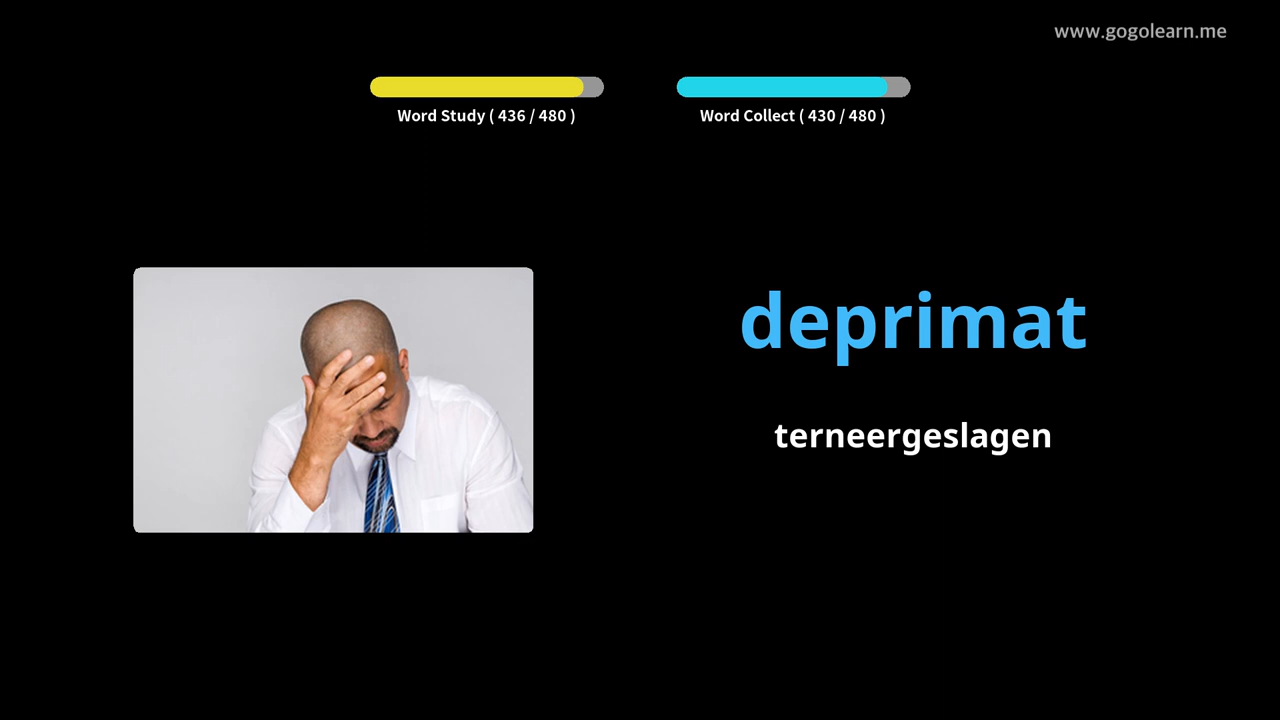 www.gogolearn.me
Word Study ( 436 / 480 )
Word Collect ( 430 / 480 )
deprimat
terneergeslagen